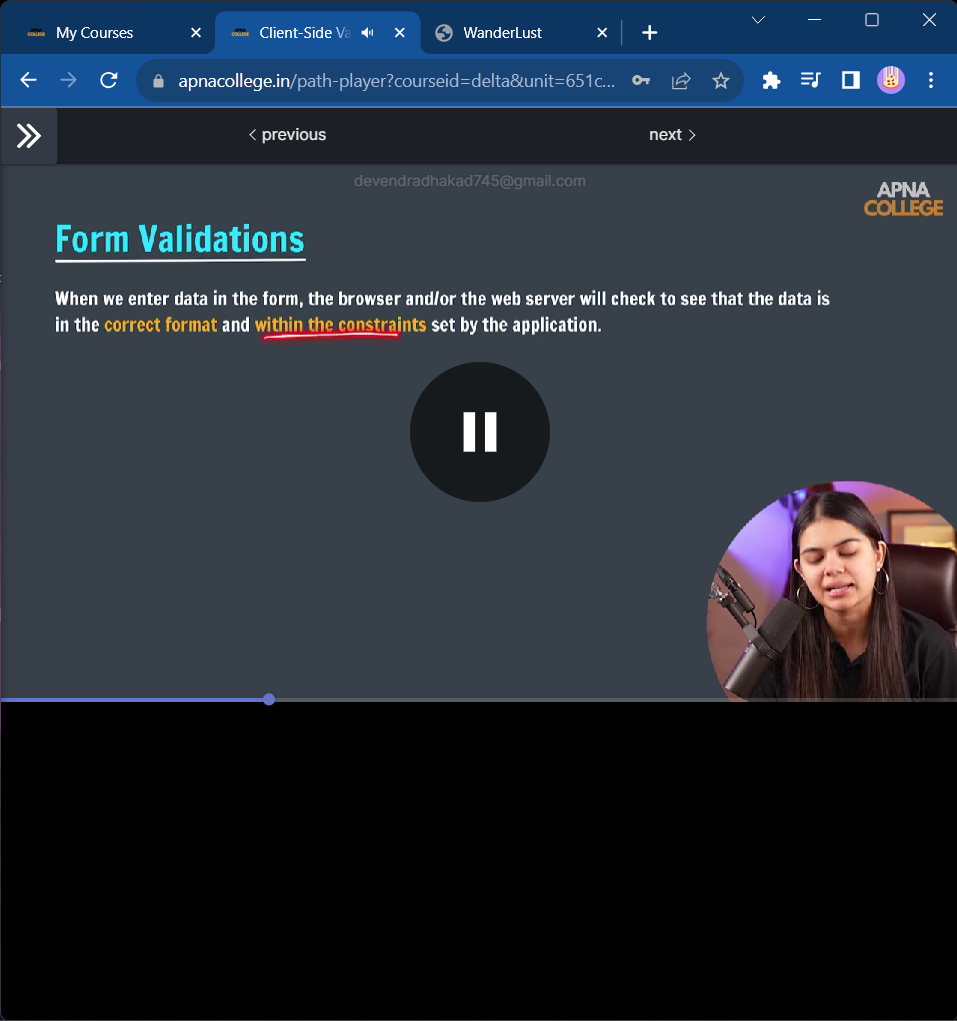 My Courses
Client-Side Va
WanderLust
apnacollege.in/path-player?courseid=delta&unit=651c...
previous
next
devendradhakad745@gmail.com
APNA
COLLEGE
Form Validations
When we enter data in the form, the browser and/or the web server will check to see that the data is
in the correct format and within the constraints set by the application.